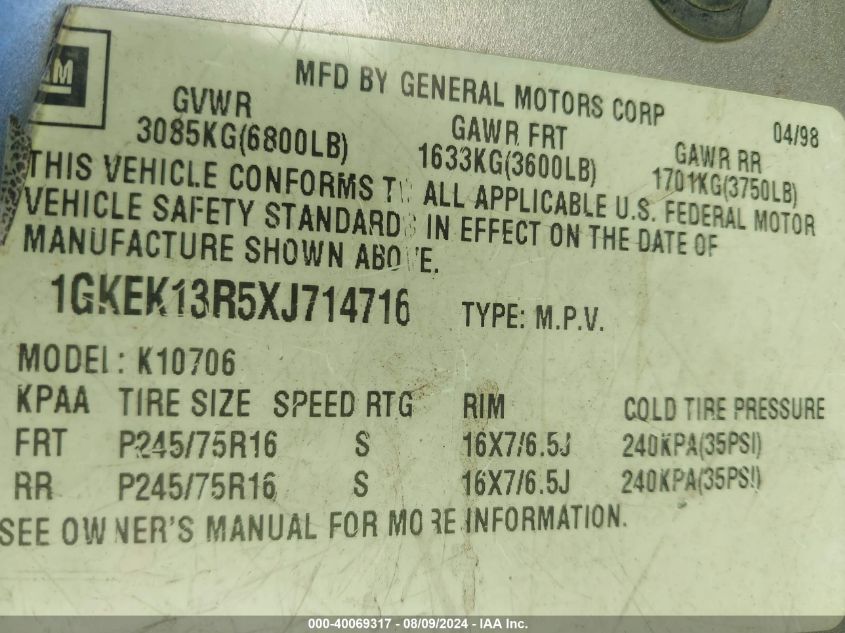 GM
MFD BY GENERAL MOTORS CORP
04/98
GVWR
GAWR FRT
GAWR RR
3085KG(6800LB)
1633KG(3600LB)
1701KG(3750LB)
THIS VEHICLE CONFORMS TO ALL APPLICABLE U.S. FEDERAL MOTOR
VEHICLE SAFETY STANDARDS IN EFFECT ON THE DATE OF
MANUFACTURE SHOWN ABOVE.
1GKEK13R5XJ714716 TYPE: M.P.V.
MODEL: K10706
KPAA TIRE SIZE SPEED RTG RIM COLD TIRE PRESSURE
FRT P245/75R16 S 16X7/6.5J 240KPA(35PSI)
RR P245/75R16 S 16X7/6.5J 240KPA(35PSI)
SEE OWNER'S MANUAL FOR MORE INFORMATION.
000-40069317 - 08/09/2024 - IAA Inc.